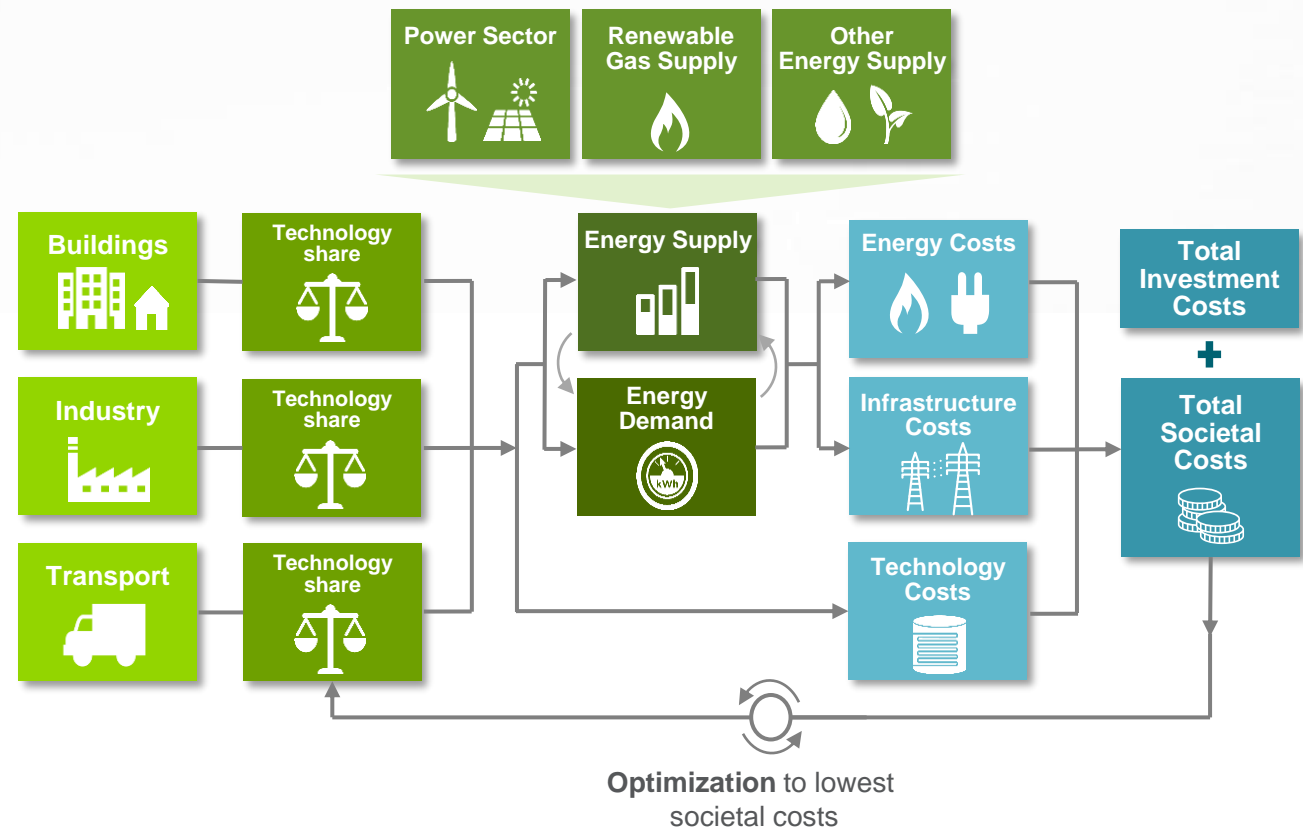 Power Sector
Renewable
Gas Supply
Other
Energy Supply
Buildings
Technology
share
Energy Supply
Energy Costs
Total
Investment
Costs
Industry
Technology
share
Energy
Demand
kWh
Infrastructure
Costs
Total
Societal
Costs
Transport
Technology
share
Technology
Costs
Optimization to lowest
societal costs